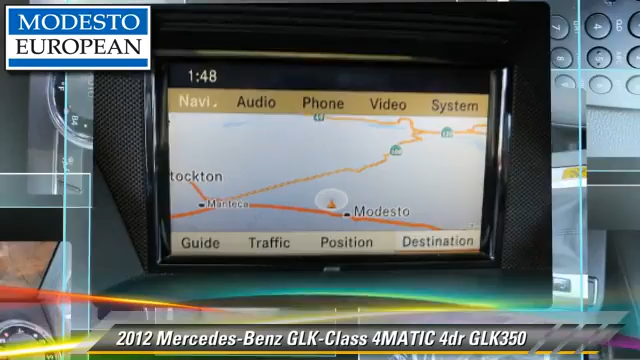 MODESTO
EUROPEAN
1:48
Navi Audio Phone Video System
tockton
Manteca
Modesto
Guide Traffic Position Destination
2012 Mercedes-Benz GLK-Class 4MATIC 4dr GLK350